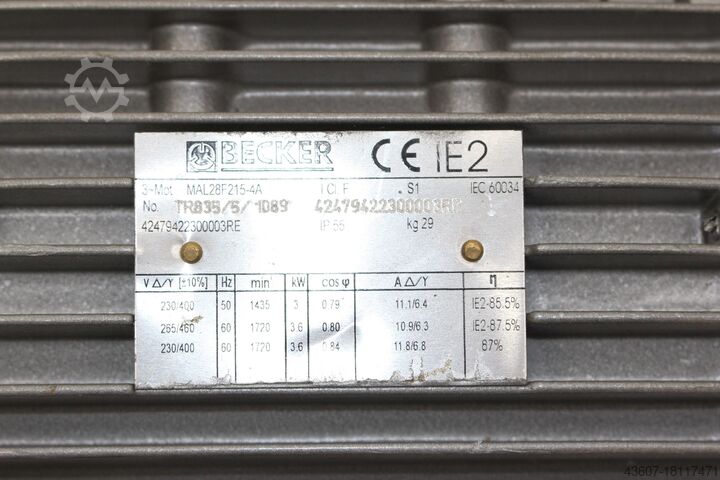 BECKER CE IE2
3~Mot. MAL28F215-4A I Cl. F S1 IEC 60034
No. TR835/5/ 1089 42479422300003RE
42479422300003RE IP 55 kg 29
V △/Y [±10%] Hz min⁻ kW cos φ A △/Y η
230/400 50 1435 3 0.79 11.1/6.4 IE2-85.5%
265/460 60 1720 3.6 0.80 10.9/6.3 IE2-87.5%
230/400 60 1720 3.6 0.84 11.8/6.8 87%
43607-18117471